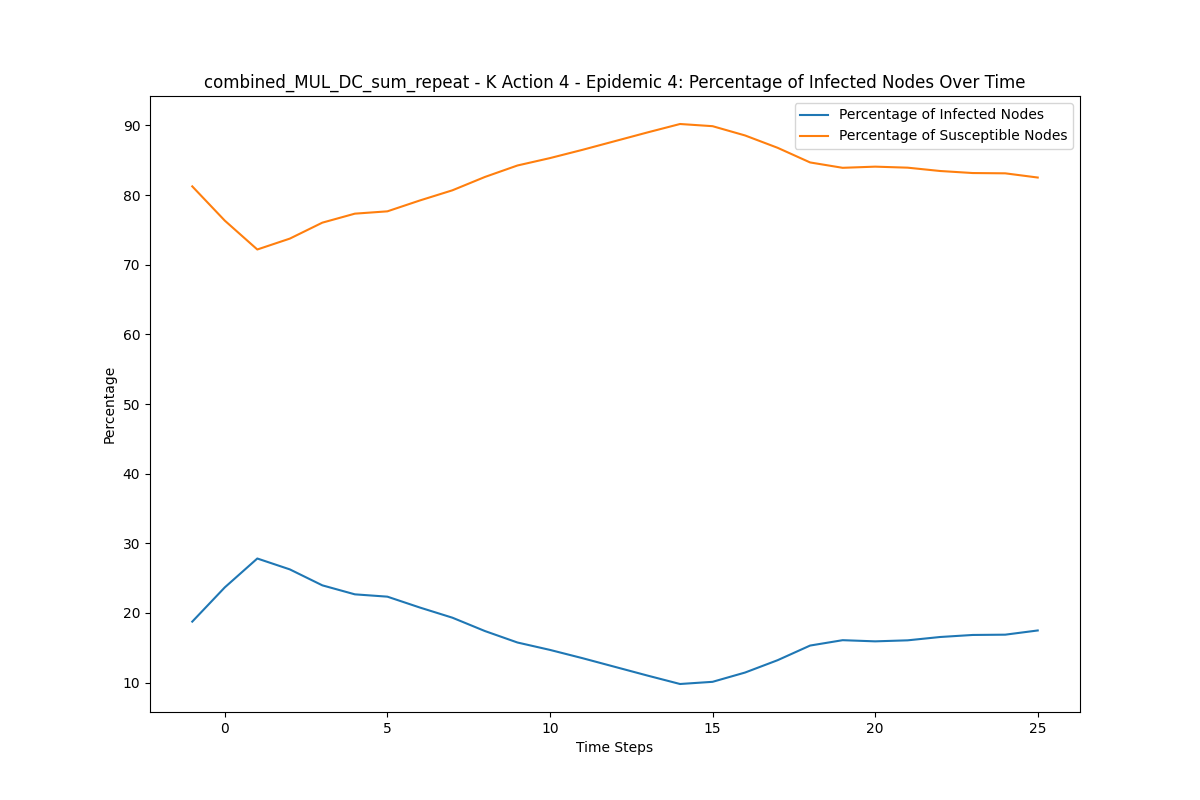 combined_MUL_DC_sum_repeat - K Action 4 - Epidemic 4: Percentage of Infected Nodes Over Time
Percentage of Infected Nodes
Percentage of Susceptible Nodes
90
80
70
60
50
40
30
20
10
Percentage
0 5 10 15 20 25
Time Steps